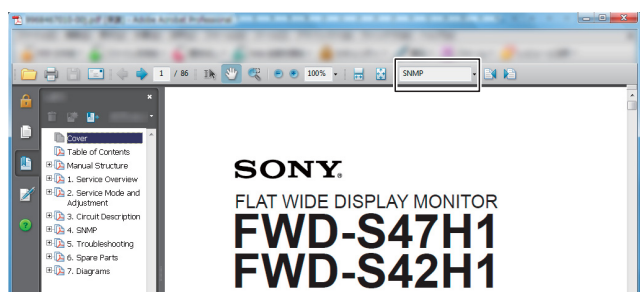 1 / 86
100%
SNMP
Cover
Table of Contents
Manual Structure
1. Service Overview
2. Service Mode and
Adjustment
3. Circuit Description
4. SNMP
5. Troubleshooting
6. Spare Parts
7. Diagrams
SONY®
FLAT WIDE DISPLAY MONITOR
FWD-S47H1
FWD-S42H1